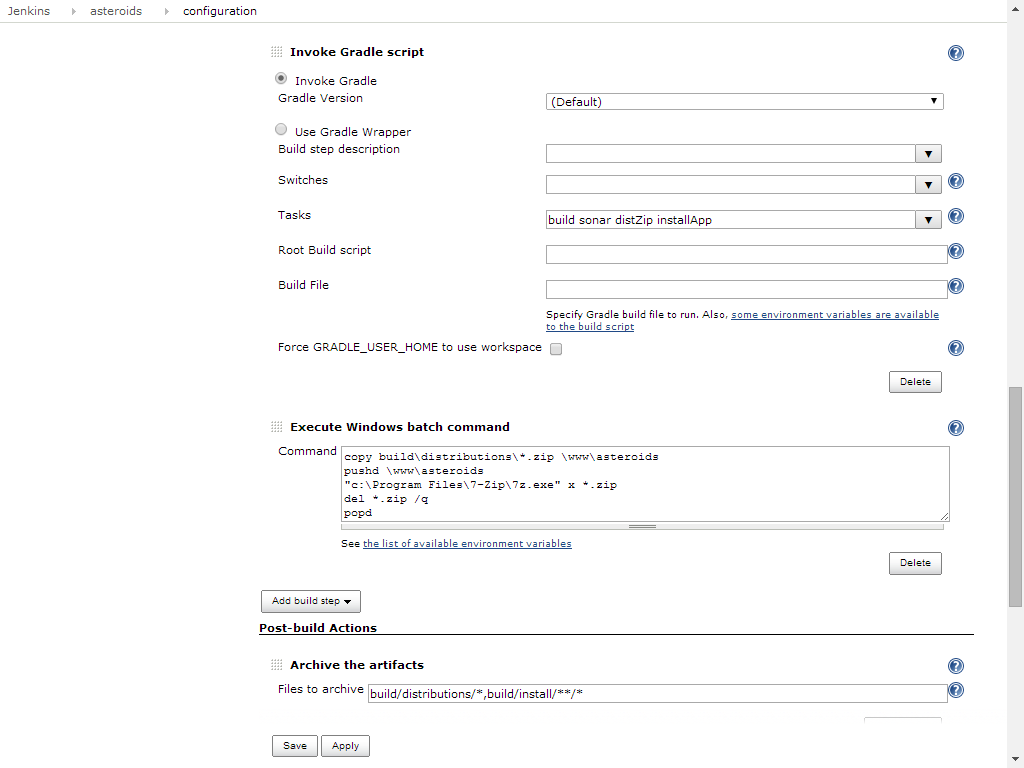 Jenkins asteroids configuration
Invoke Gradle script
Invoke Gradle
Gradle Version (Default)
Use Gradle Wrapper
Build step description
Switches
Tasks build sonar distZip installApp
Root Build script
Build File
Specify Gradle build file to run. Also, some environment variables are available
to the build script
Force GRADLE_USER_HOME to use workspace
Delete
Execute Windows batch command
Command
copy build\distributions\*.zip \www\asteroids
pushd \www\asteroids
"c:\Program Files\7-Zip\7z.exe" x *.zip
del *.zip /q
popd
See the list of available environment variables
Delete
Add build step
Post-build Actions
Archive the artifacts
Files to archive build/distributions/*,build/install/**/*
Save Apply